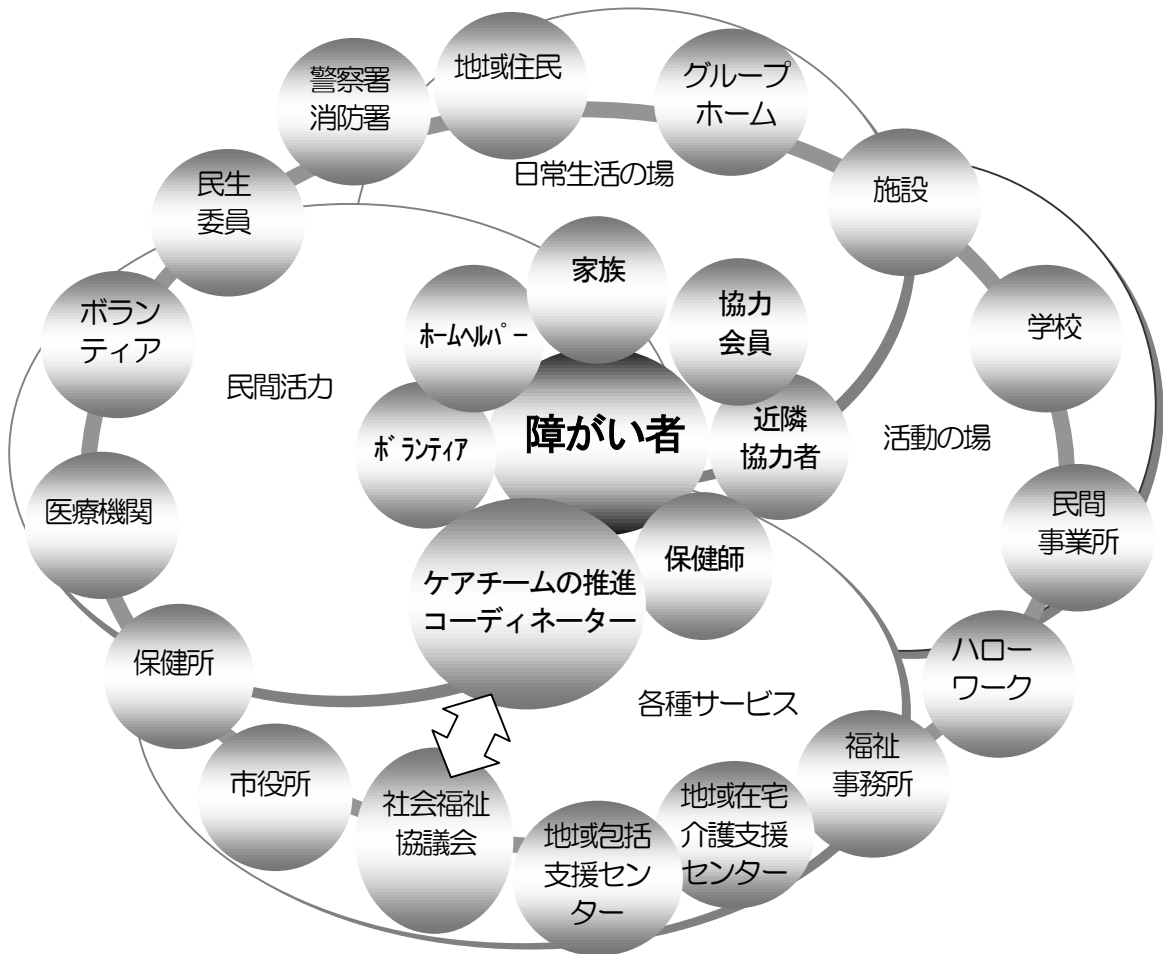 地域住民
グループ
ホーム
警察署
消防署
日常生活の場
施設
民生
委員
家族
協力
会員
ボラン
ティア
ホームヘルパー
学校
民間活力
障がい者
近隣
協力者
活動の場
ボランティア
医療機関
民間
事業所
保健師
ケアチームの推進
コーディネーター
保健所
ハロー
ワーク
各種サービス
福祉
事務所
市役所
社会福祉
協議会
地域在宅
介護支援
センター
地域包括
支援セン
ター